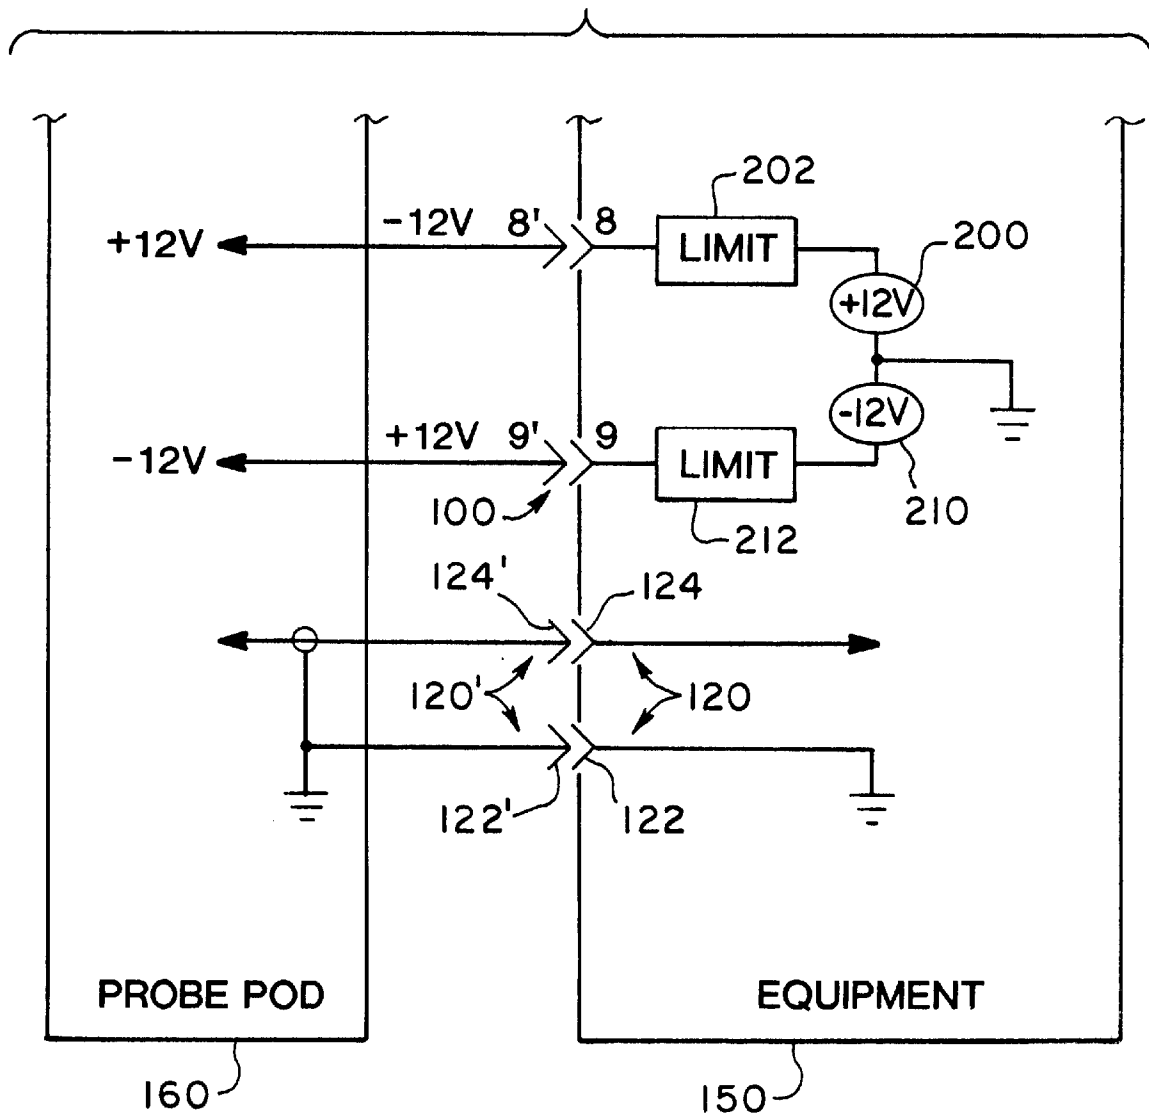 202
-12V 8' 8
+12V LIMIT 200
+12V
-12V
+12V 9' 9
-12V LIMIT
100 212 210
124' 124
120' 120
122' 122
PROBE POD EQUIPMENT
160 150